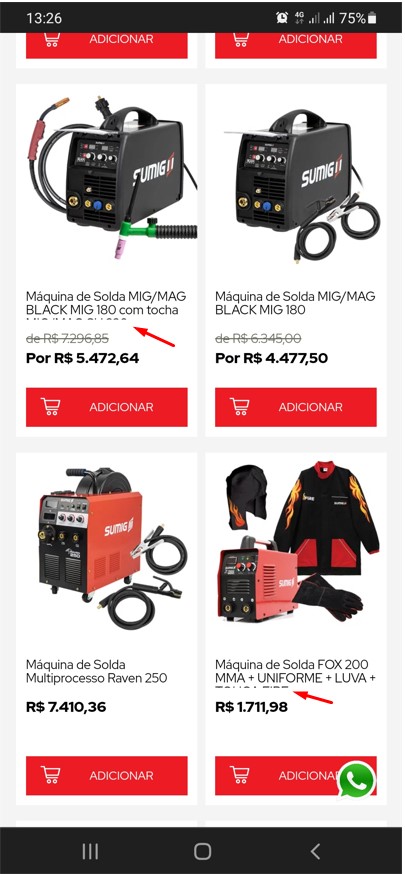 13:26
4G
75%
ADICIONAR
ADICIONAR
SUMIG
SUMIG
Máquina de Solda MIG/MAG
BLACK MIG 180 com tocha
de R$ 7.296,85
Por R$ 5.472,64
ADICIONAR
Máquina de Solda MIG/MAG
BLACK MIG 180
de R$ 6.345,00
Por R$ 4.477,50
ADICIONAR
SUMIG
250
Máquina de Solda
Multiprocesso Raven 250
R$ 7.410,36
ADICIONAR
SUMIG
Máquina de Solda FOX 200
MMA + UNIFORME + LUVA +
R$ 1.711,98
ADICIONAR